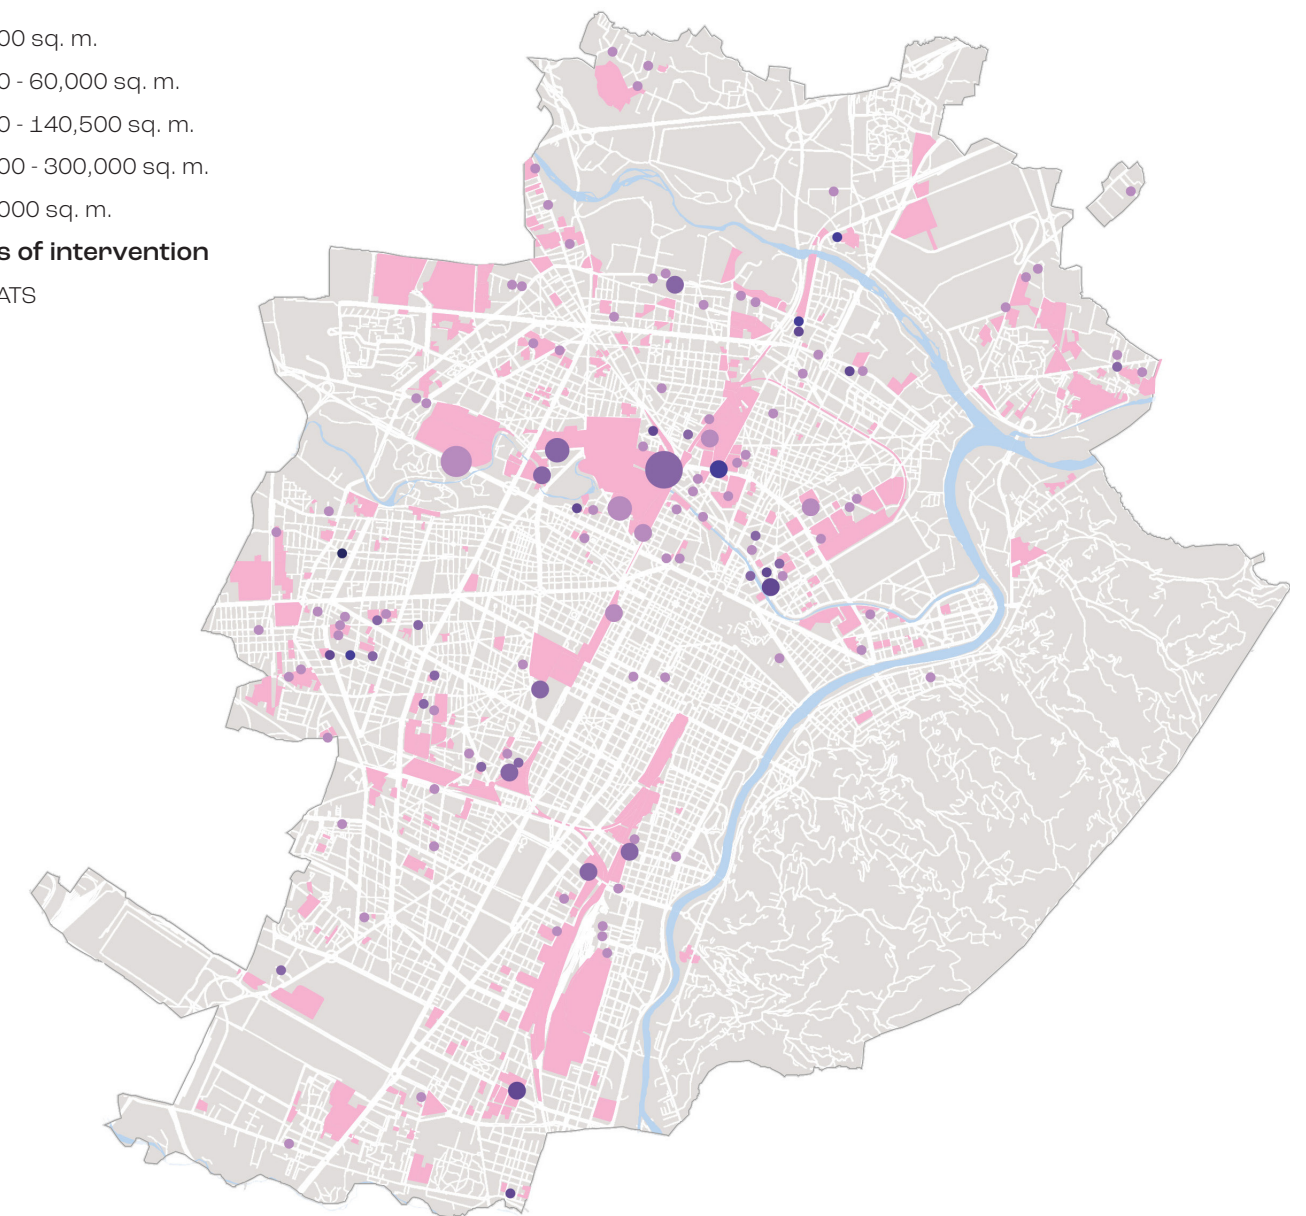 00 sq. m.
0 - 60,000 sq. m.
0 - 140,500 sq. m.
00 - 300,000 sq. m.
000 sq. m.
s of intervention
ATS